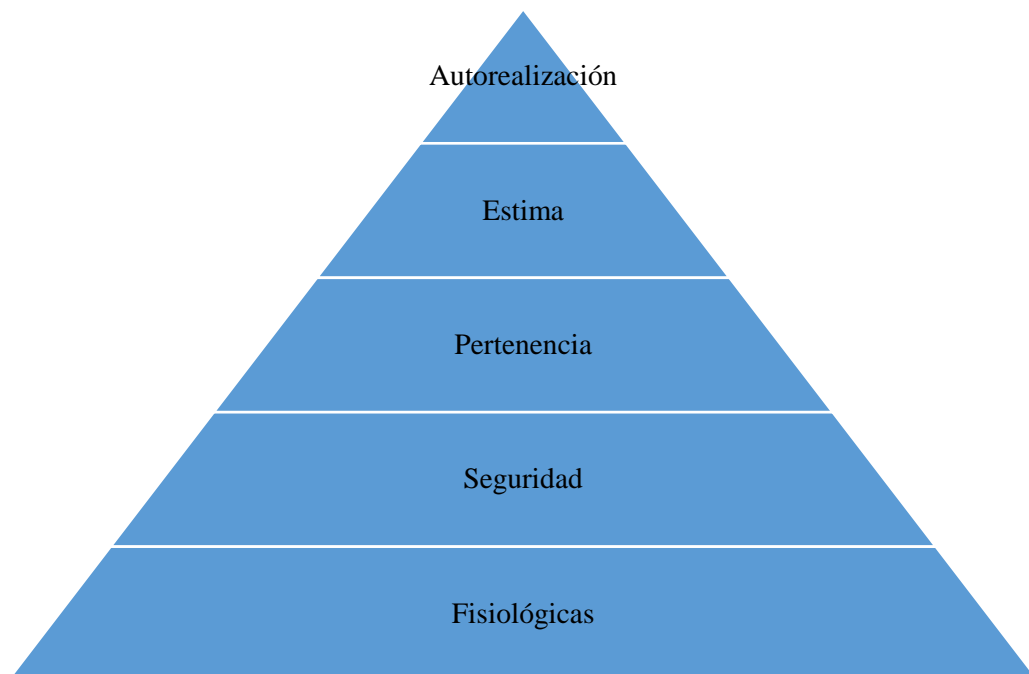 Autorealización
Estima
Pertenencia
Seguridad
Fisiológicas